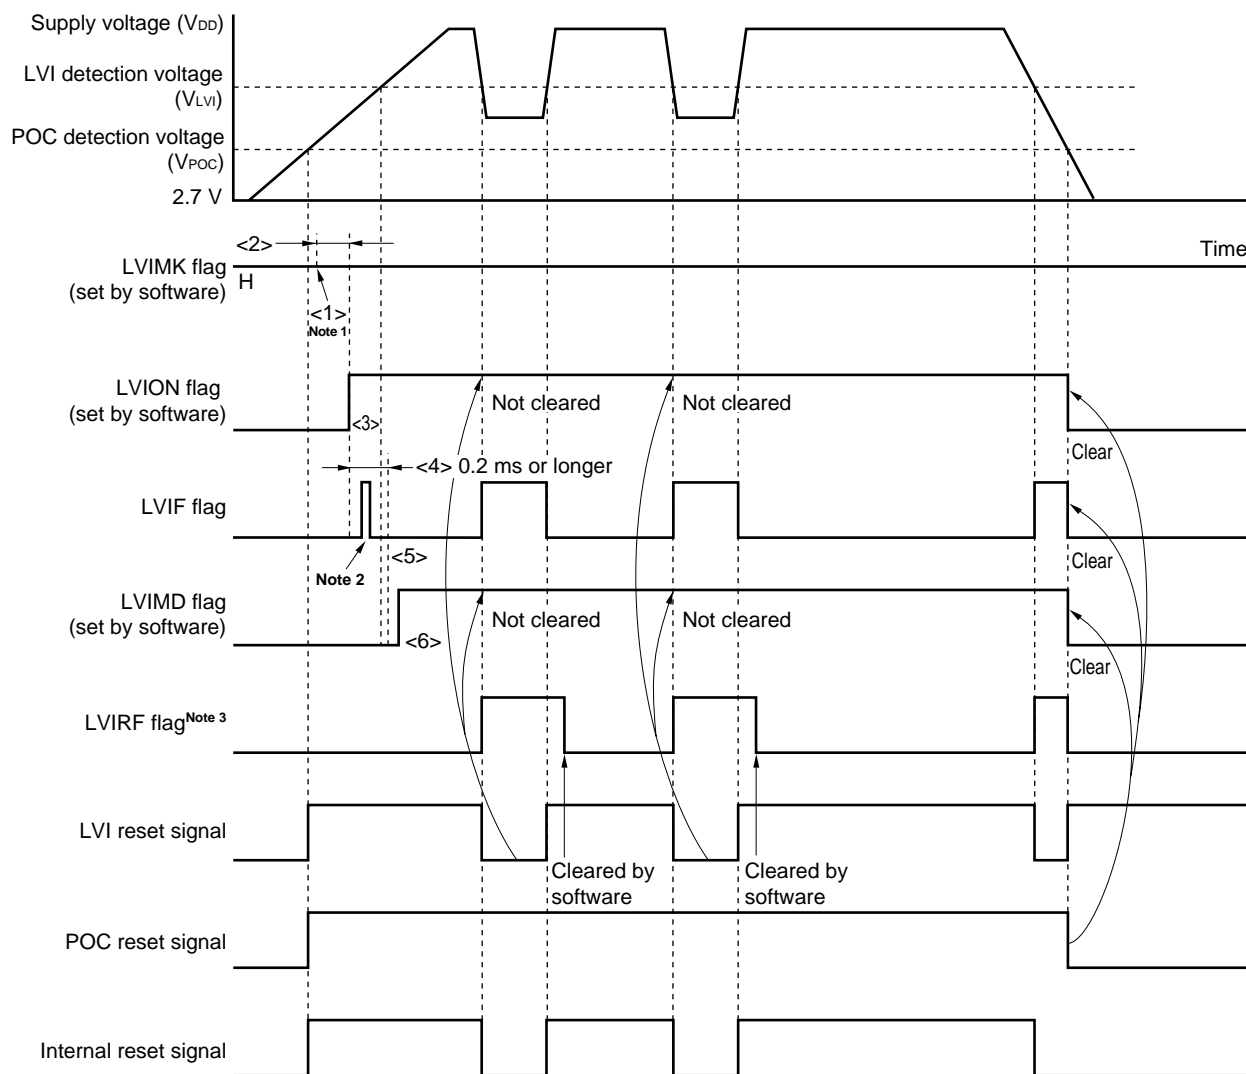 Supply voltage (VDD)
LVI detection voltage
(VLVI)
POC detection voltage
(VPOC)
2.7 V
<2>
Time
LVIMK flag
(set by software)
H
<1>
Note 1
LVION flag
(set by software)
Not cleared
Not cleared
<3>
Clear
<4> 0.2 ms or longer
LVIF flag
<5>
Clear
Note 2
LVIMD flag
(set by software)
Not cleared
Not cleared
<6>
Clear
LVIRF flagNote 3
LVI reset signal
Cleared by
software
Cleared by
software
POC reset signal
Internal reset signal